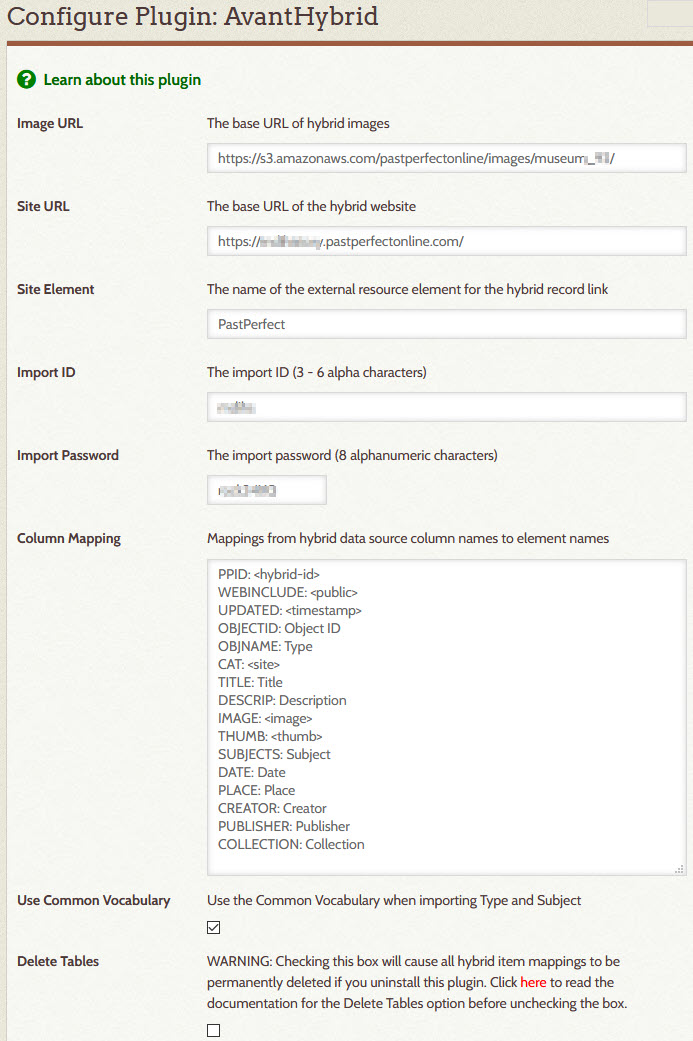 Configure Plugin: AvantHybrid
? Learn about this plugin
Image URL
The base URL of hybrid images
https://s3.amazonaws.com/pastperfectonline/images/museum_ /
Site URL
The base URL of the hybrid website
https:// .pastperfectonline.com/
Site Element
The name of the external resource element for the hybrid record link
PastPerfect
Import ID
The import ID (3 - 6 alpha characters)
Import Password
The import password (8 alphanumeric characters)
Column Mapping
Mappings from hybrid data source column names to element names
PPID: <hybrid-id>
WEBINCLUDE: <public>
UPDATED: <timestamp>
OBJECTID: Object ID
OBJNAME: Type
CAT: <site>
TITLE: Title
DESCRIP: Description
IMAGE: <image>
THUMB: <thumb>
SUBJECTS: Subject
DATE: Date
PLACE: Place
CREATOR: Creator
PUBLISHER: Publisher
COLLECTION: Collection
Use Common Vocabulary
Use the Common Vocabulary when importing Type and Subject
Delete Tables
WARNING: Checking this box will cause all hybrid item mappings to be
permanently deleted if you uninstall this plugin. Click here to read the
documentation for the Delete Tables option before unchecking the box.